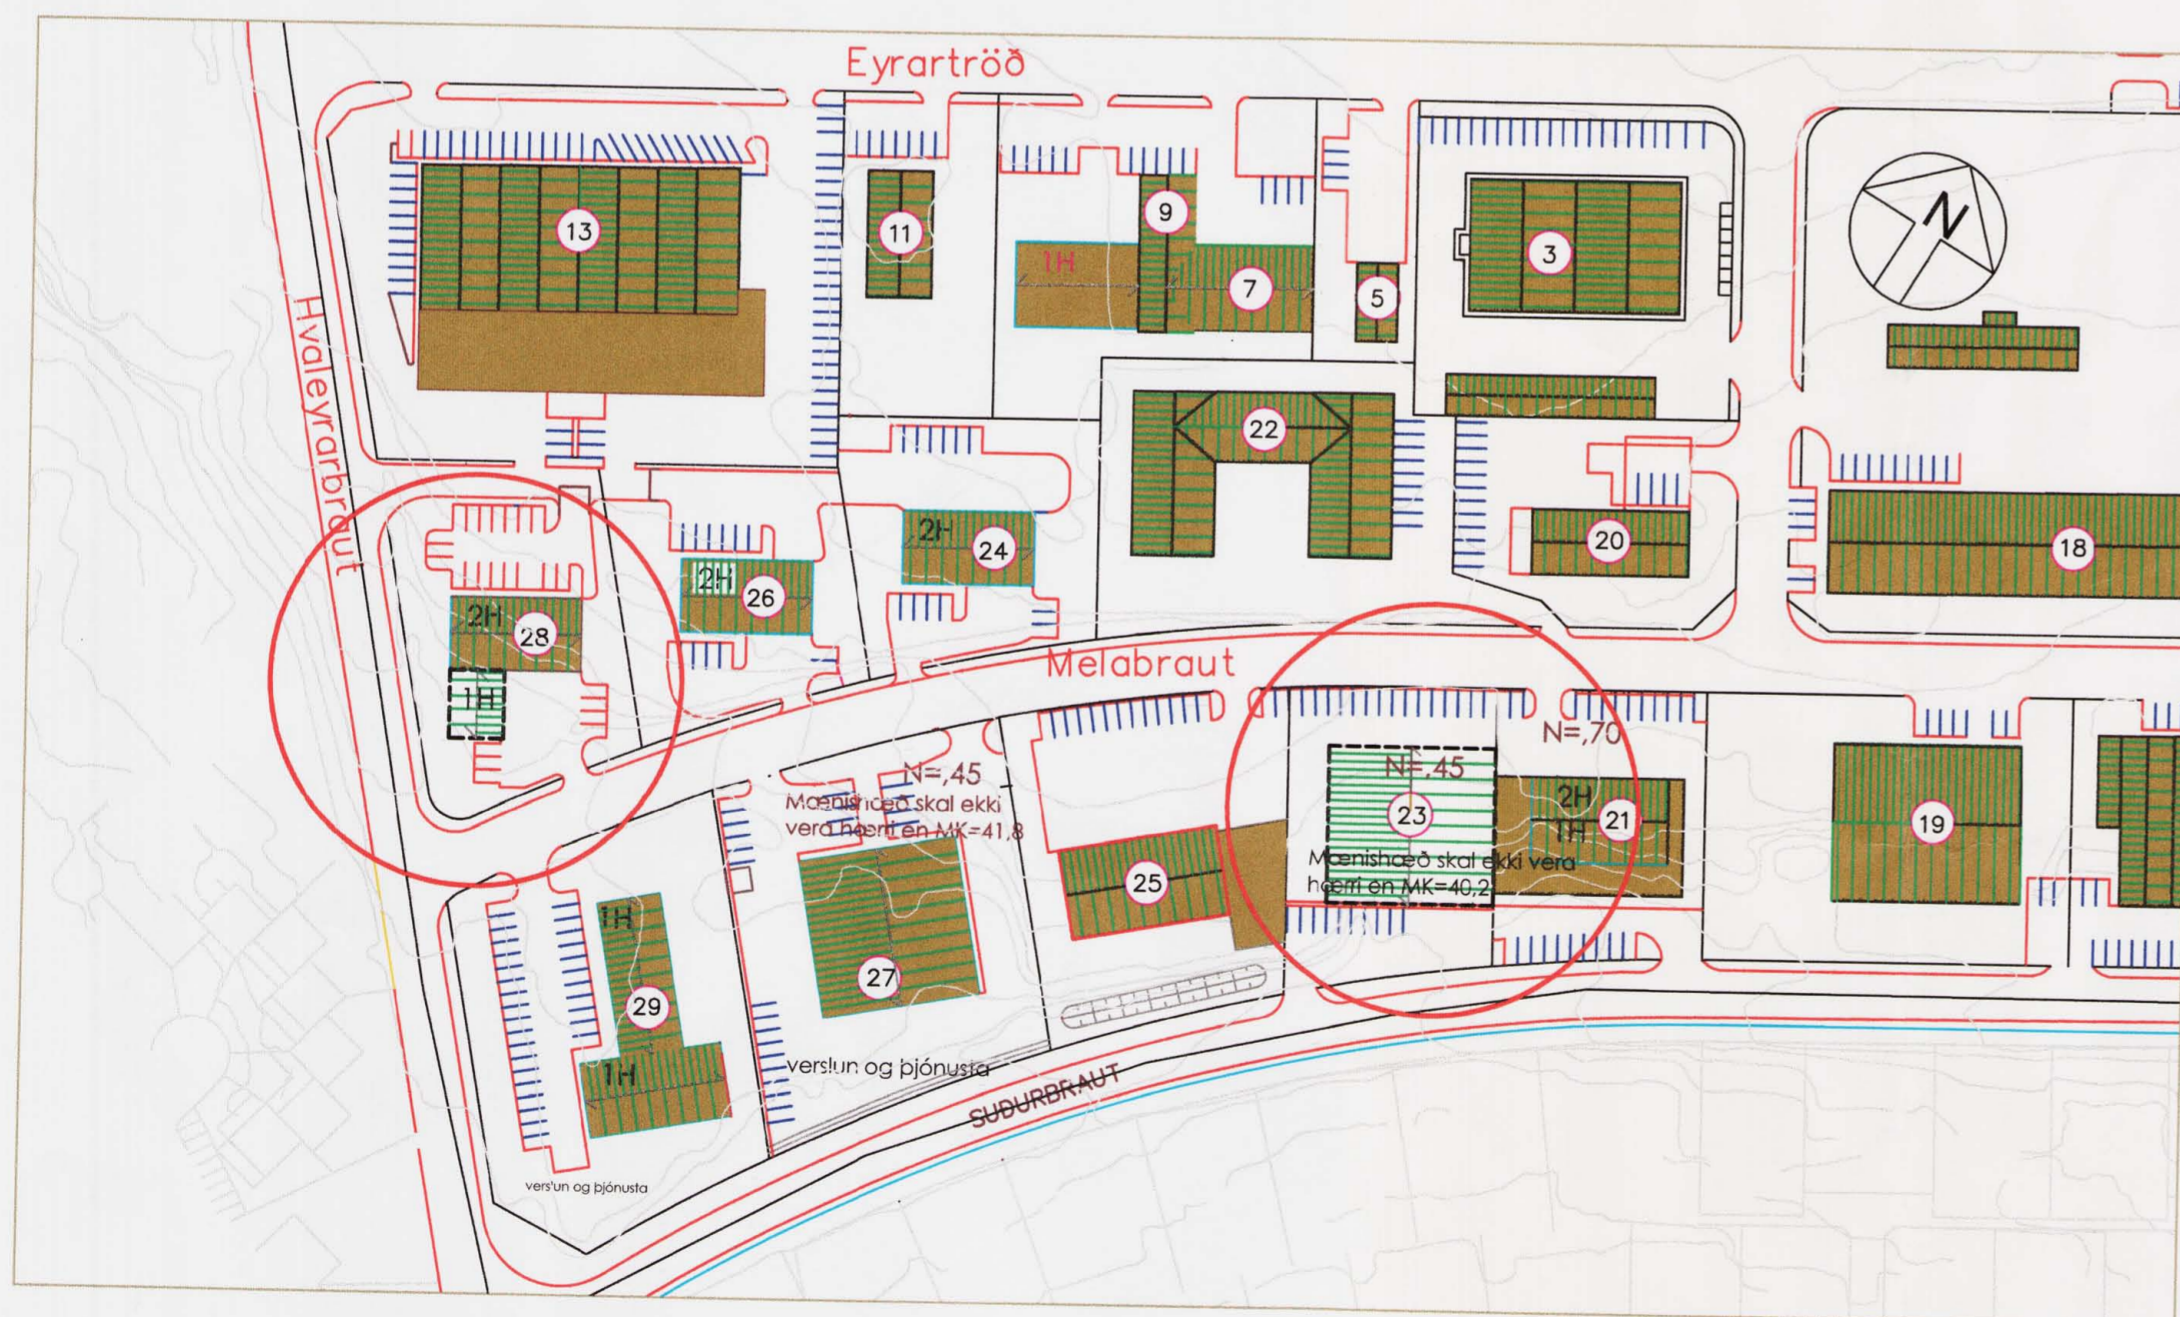 Eyrartröð
N
13
11
9
1H
7
5
3
Hvaleyrarbraut
22
2H
24
20
18
2H
26
2H
28
1H
Melabraut
N=,70
N=,45
N=,45
Mænishæð skal ekki
vera hærri en MK=41,8
23
2H
1H
21
19
Mænishæð skal ekki vera
hærri en MK=40,2
25
27
1H
29
1H
verslun og þjónusta
SUÐURBRAUT
verslun og þjónusta